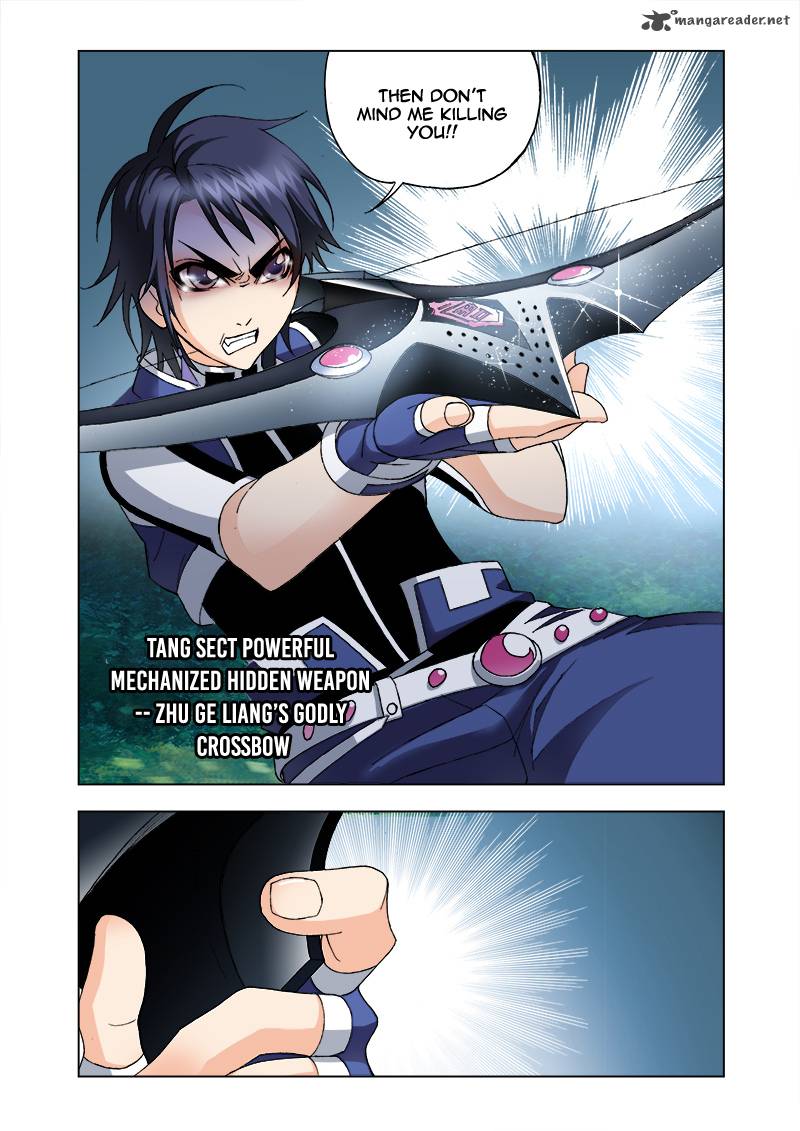 mangareader.net
THEN DON'T
MIND ME KILLING
YOU!!
TANG SECT POWERFUL
MECHANIZED HIDDEN WEAPON
-- ZHU GE LIANG'S GODLY
CROSSBOW